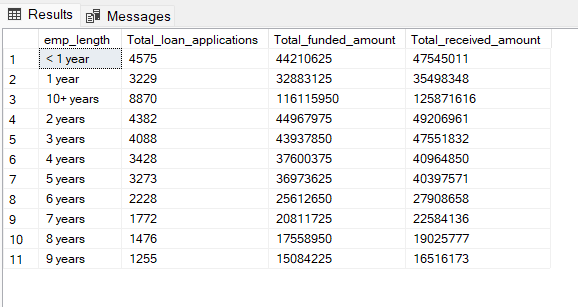 Results Messages
emp_length Total_loan_applications Total_funded_amount Total_received_amount
1 < 1 year 4575 44210625 47545011
2 1 year 3229 32883125 35498348
3 10+ years 8870 116115950 125871616
4 2 years 4382 44967975 49206961
5 3 years 4088 43937850 47551832
6 4 years 3428 37600375 40964850
7 5 years 3273 36973625 40397571
8 6 years 2228 25612650 27908658
9 7 years 1772 20811725 22584136
10 8 years 1476 17558950 19025777
11 9 years 1255 15084225 16516173